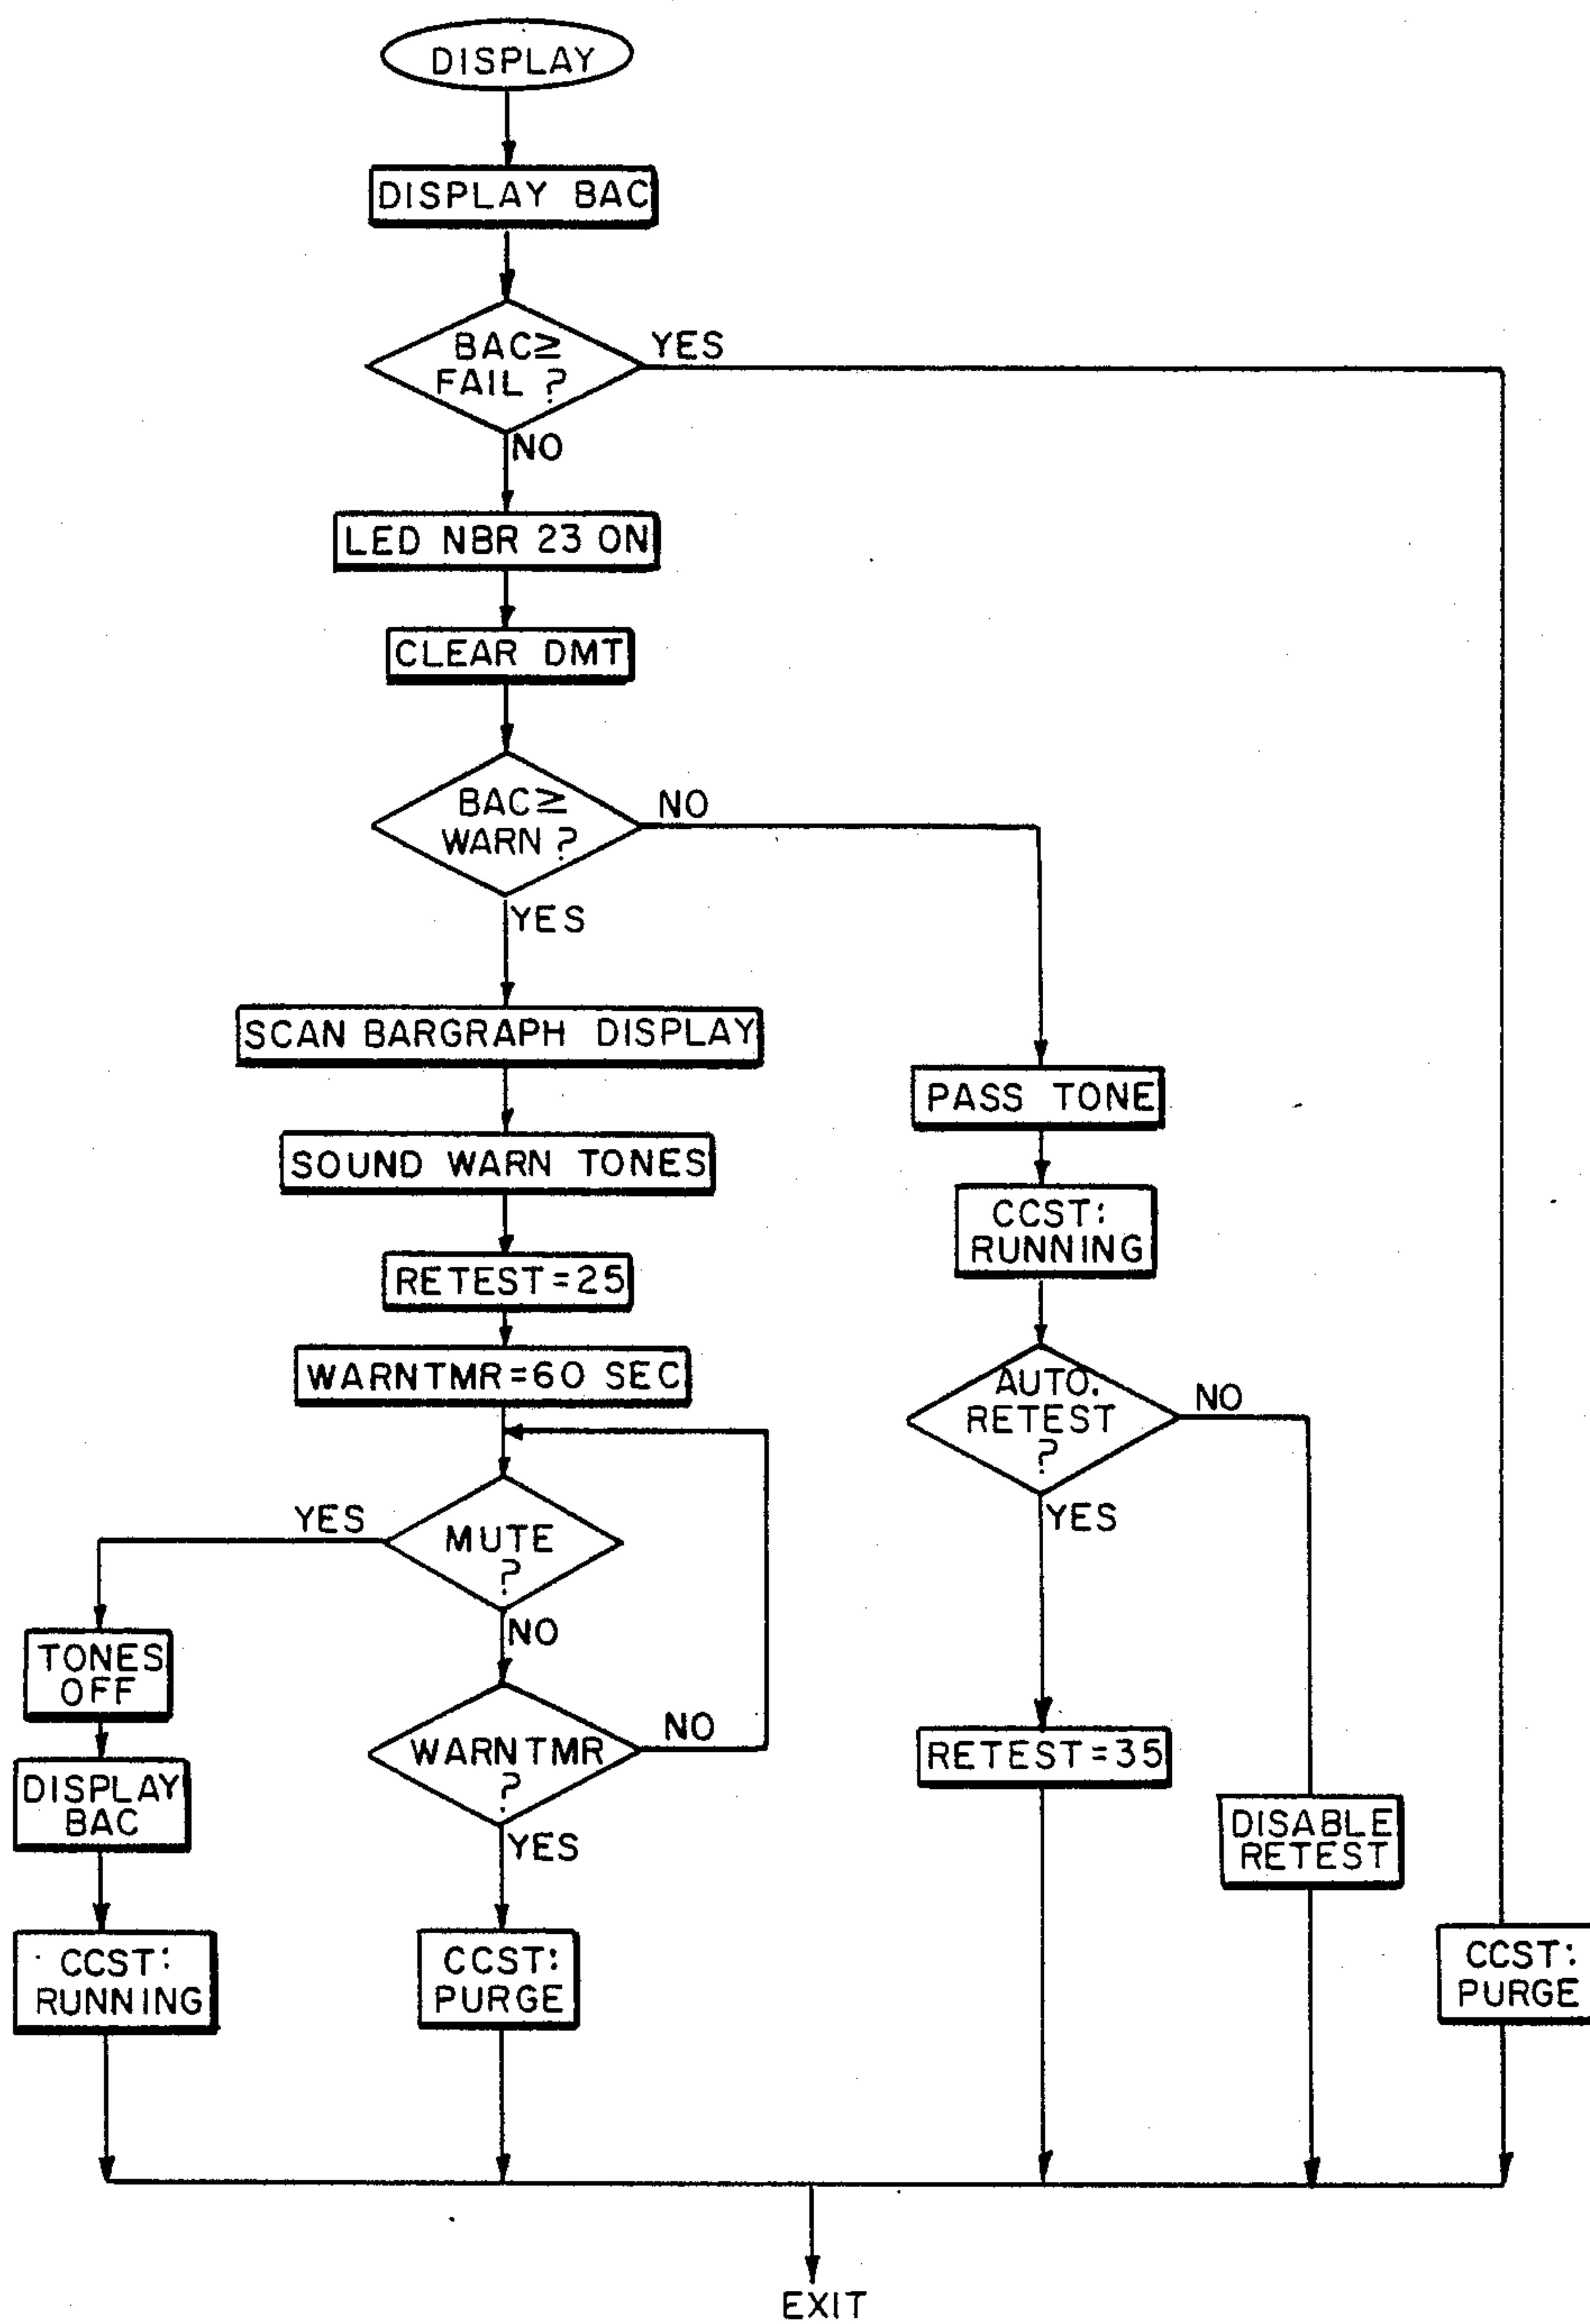 DISPLAY
DISPLAY BAC
BAC≥
FAIL ?
YES
NO
LED NBR 23 ON
CLEAR DMT
BAC≥
WARN ?
NO
YES
SCAN BARGRAPH DISPLAY
SOUND WARN TONES
RETEST=25
WARNTMR=60 SEC
PASS TONE
CCST:
RUNNING
AUTO.
RETEST
?
NO
YES
MUTE
?
YES
NO
TONES
OFF
DISPLAY
BAC
CCST:
RUNNING
WARNTMR
?
NO
YES
CCST:
PURGE
RETEST=35
DISABLE
RETEST
CCST:
PURGE
EXIT